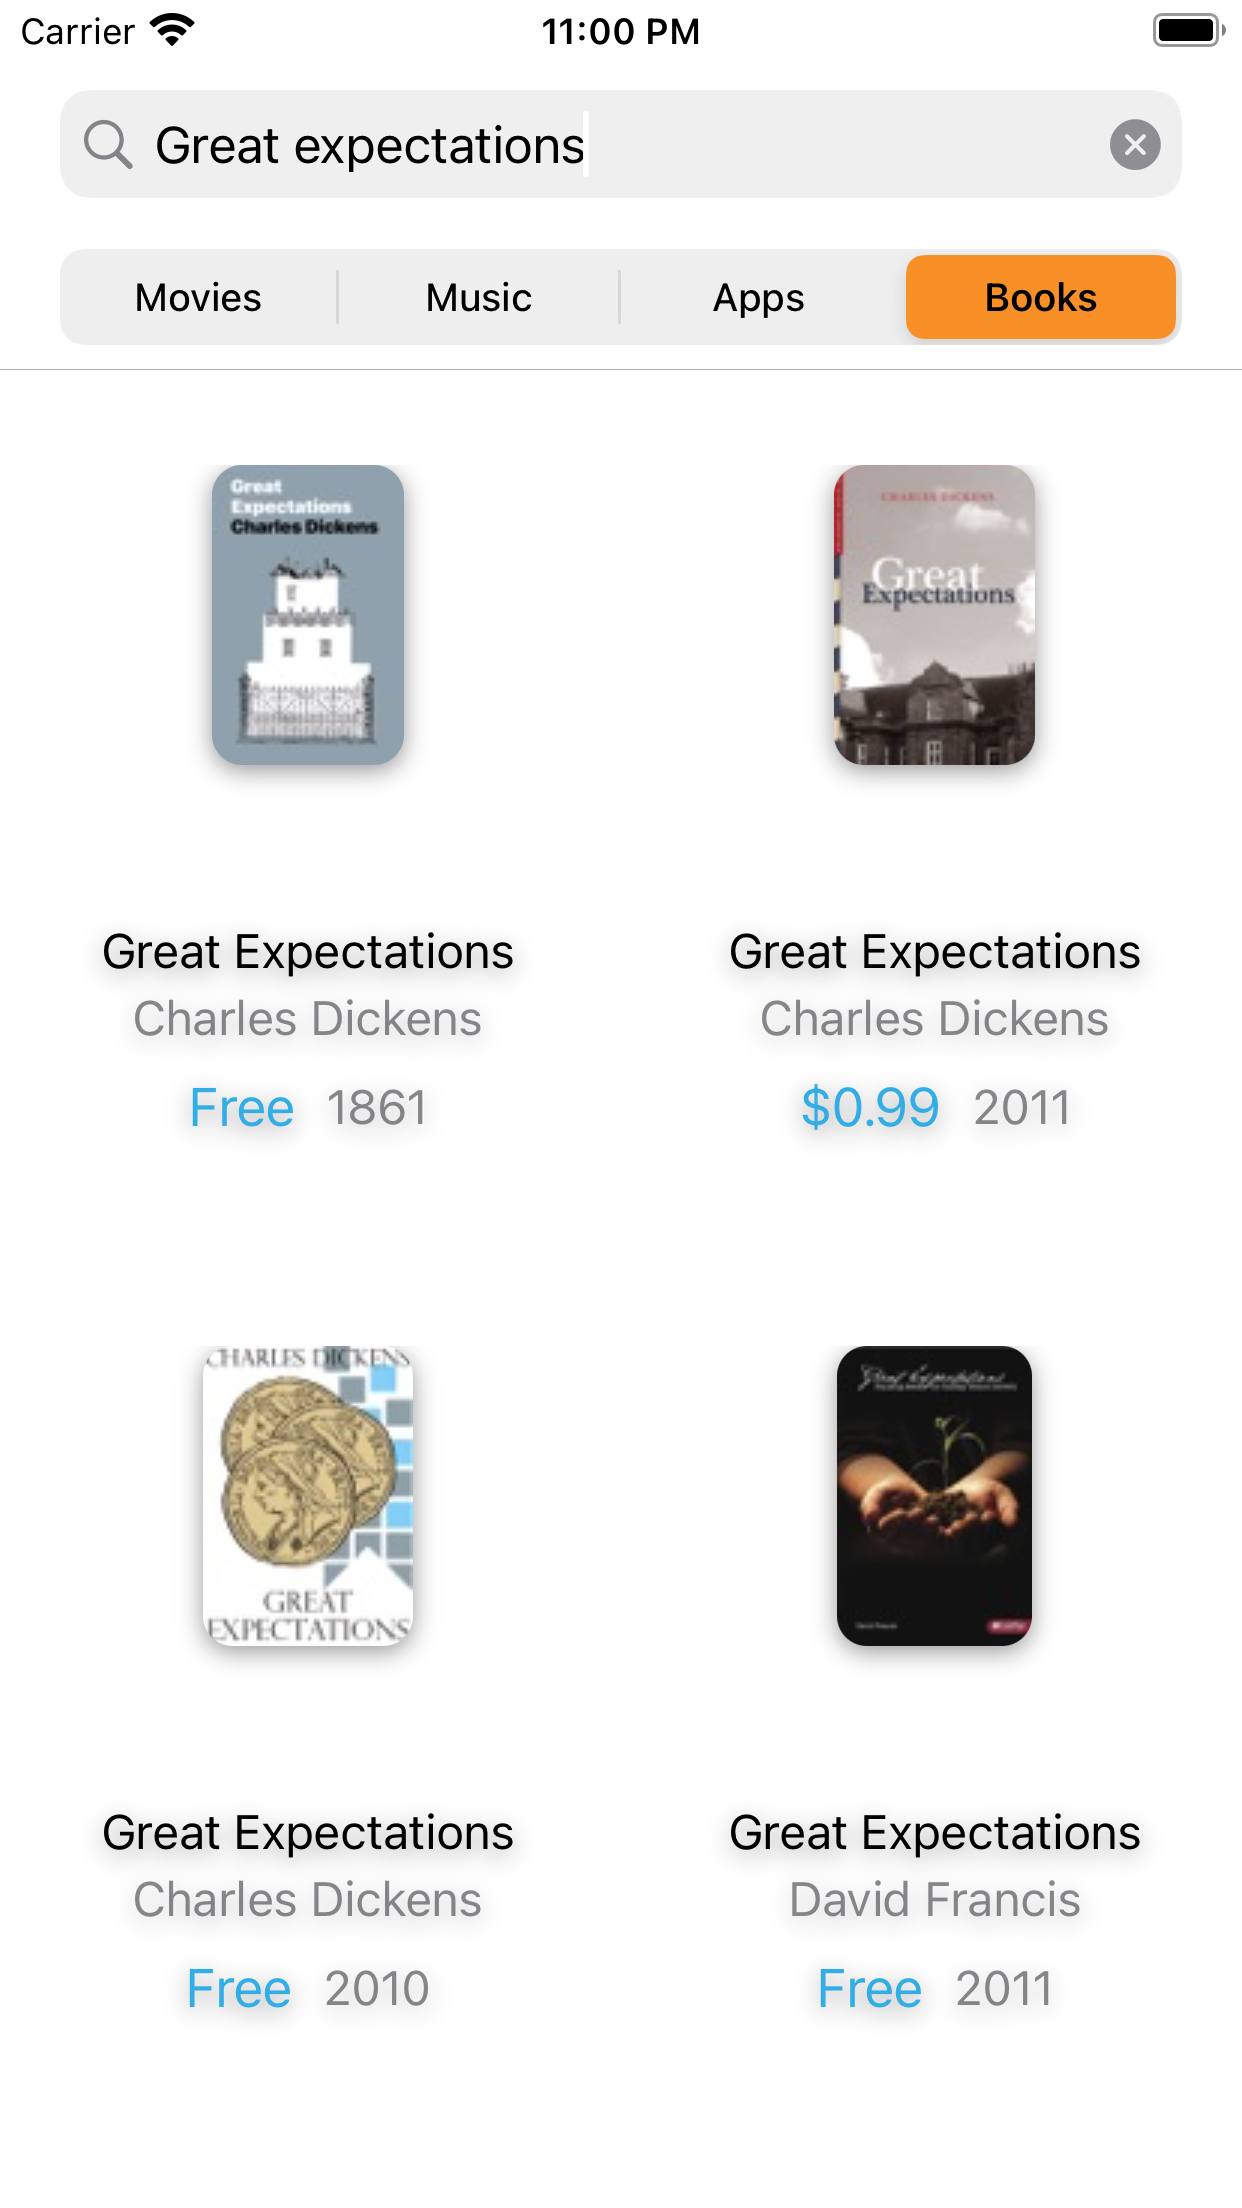 Carrier
11:00 PM
Great expectations
Movies
Music
Apps
Books
Great
Expectations
Charles Dickens
CHARLES DICKENS
Great
Expectations
Great Expectations
Charles Dickens
Free 1861
Great Expectations
Charles Dickens
$0.99 2011
CHARLES DICKENS
GREAT
EXPECTATIONS
Great Expectations
Great Expectations
Charles Dickens
Free 2010
Great Expectations
David Francis
Free 2011